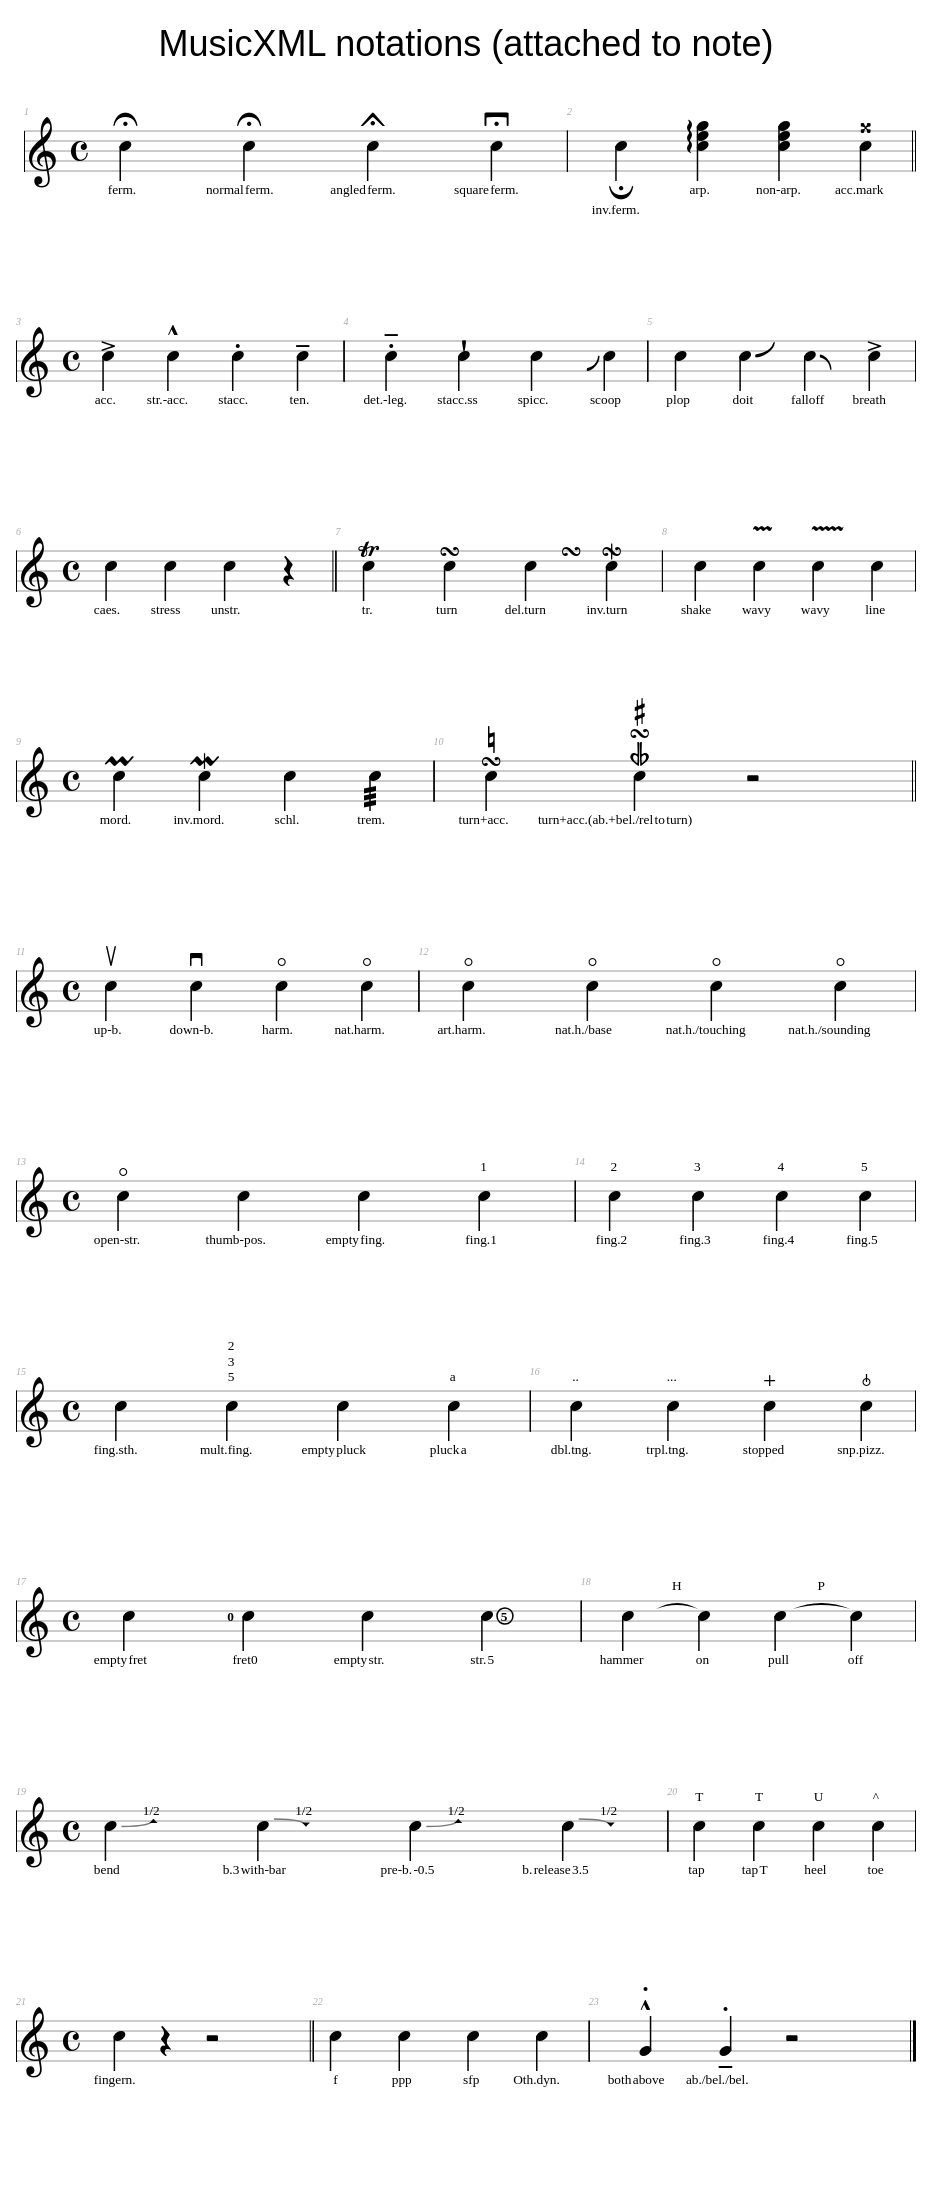 MusicXML notations (attached to note)
1 2
ferm. normal ferm. angled ferm. square ferm. arp. non-arp. acc.mark
inv.ferm.
3 4 5
acc. str.-acc. stacc. ten. det.-leg. stacc.ss spicc. scoop plop doit falloff breath
6 7 8
tr
caes. stress unstr. tr. turn del.turn inv.turn shake wavy wavy line
9 10
mord. inv.mord. schl. trem. turn+acc. turn+acc.(ab.+bel./rel to turn)
11 12
up-b. down-b. harm. nat.harm. art.harm. nat.h./base nat.h./touching nat.h./sounding
13 14
1 2 3 4 5
open-str. thumb-pos. empty fing. fing.1 fing.2 fing.3 fing.4 fing.5
2
3
15 16
5 a .. ...
fing.sth. mult.fing. empty pluck pluck a dbl.tng. trpl.tng. stopped snp.pizz.
17 18
H P
0 5
empty fret fret0 empty str. str. 5 hammer on pull off
19 20
T T U ^
1/2 1/2 1/2 1/2
bend b.3 with-bar pre-b. -0.5 b. release 3.5 tap tap T heel toe
21 22 23
fingern. f ppp sfp Oth.dyn. both above ab./bel./bel.